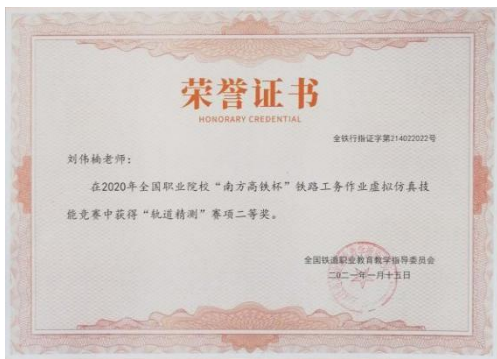 荣誉证书
HONORARY CREDENTIAL
全铁行指证字第214022022号
刘伟楠老师：
在2020年全国职业院校“南方高铁杯”铁路工务作业虚拟仿真技
能竞赛中获得“轨道精测”赛项二等奖。
全国铁道职业教育教学指导委员会
二〇二一年一月十五日